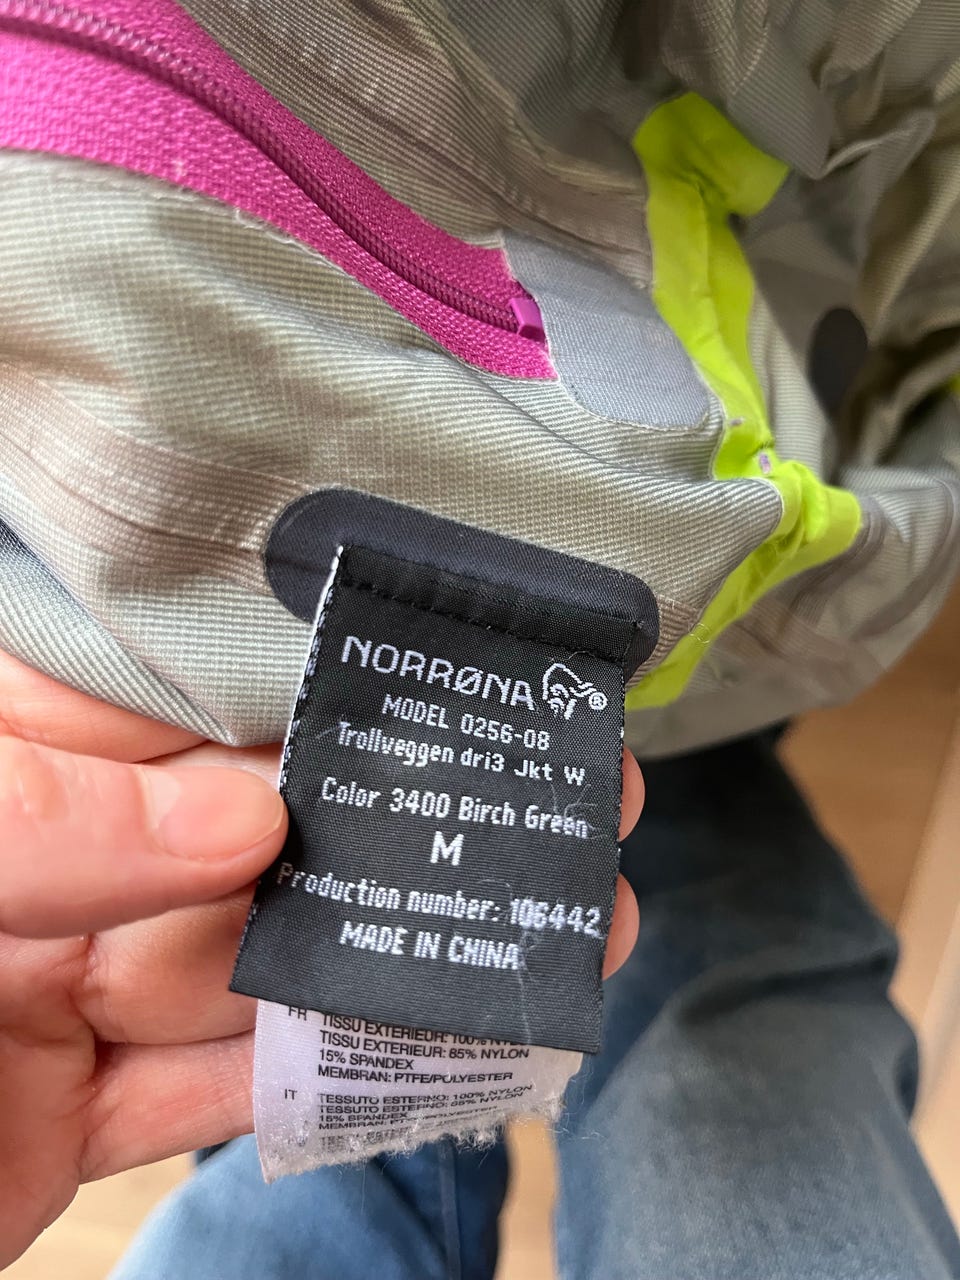 NORRØNA®
MODEL 0256-08
Trollveggen dri3 Jkt W
Color 3400 Birch Green
M
Production number: 106442
MADE IN CHINA
FR TISSU EXTERIEUR: 100% NYLON
TISSU EXTERIEUR: 85% NYLON
15% SPANDEX
MEMBRAN: PTFE/POLYESTER
IT TESSUTO ESTERNO: 100% NYLON
TESSUTO ESTERNO: 85% NYLON
15% SPANDEX